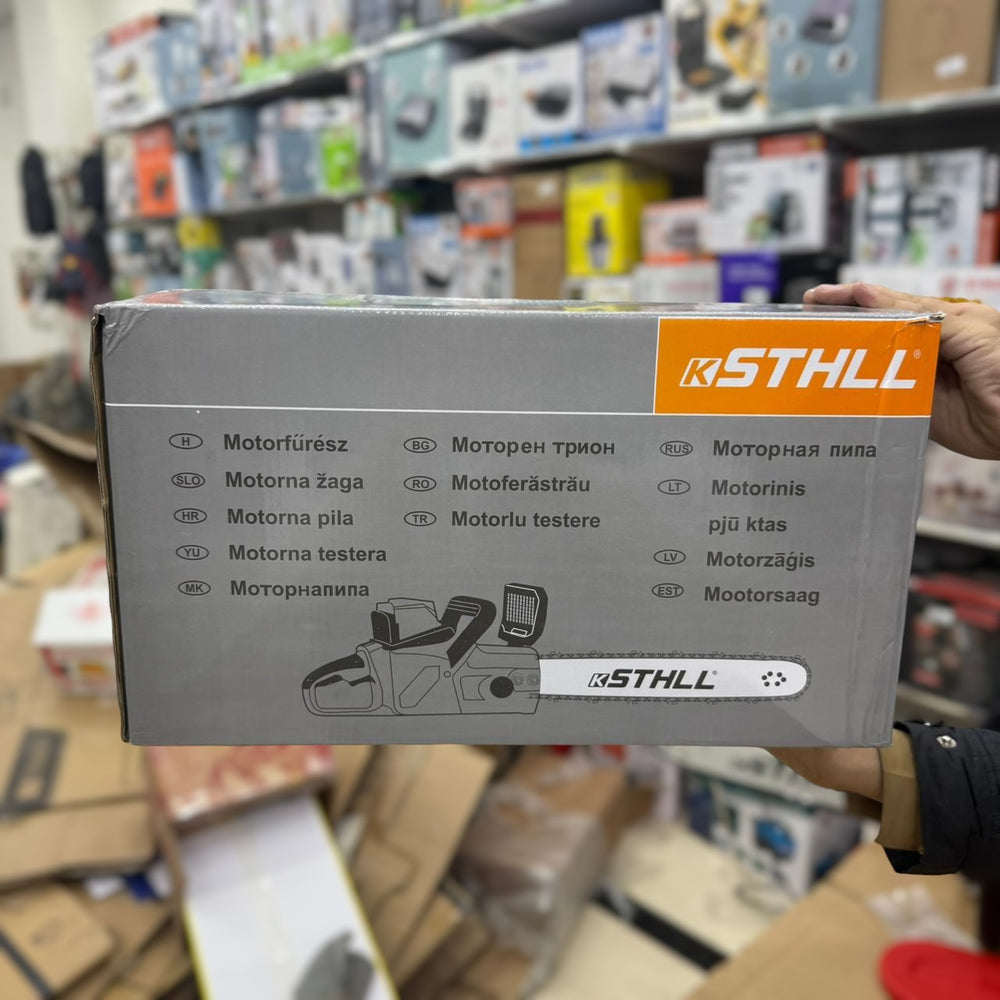 KSTHLL®
H Motorfűrész
SLO Motorna žaga
HR Motorna pila
YU Motorna testera
MK Моторнапипа
BG Моторен трион
RO Motoferăstrău
TR Motorlu testere
RUS Моторная пипа
LT Motorinis
pjū ktas
LV Motorzāģis
EST Mootorsaag
KSTHLL®